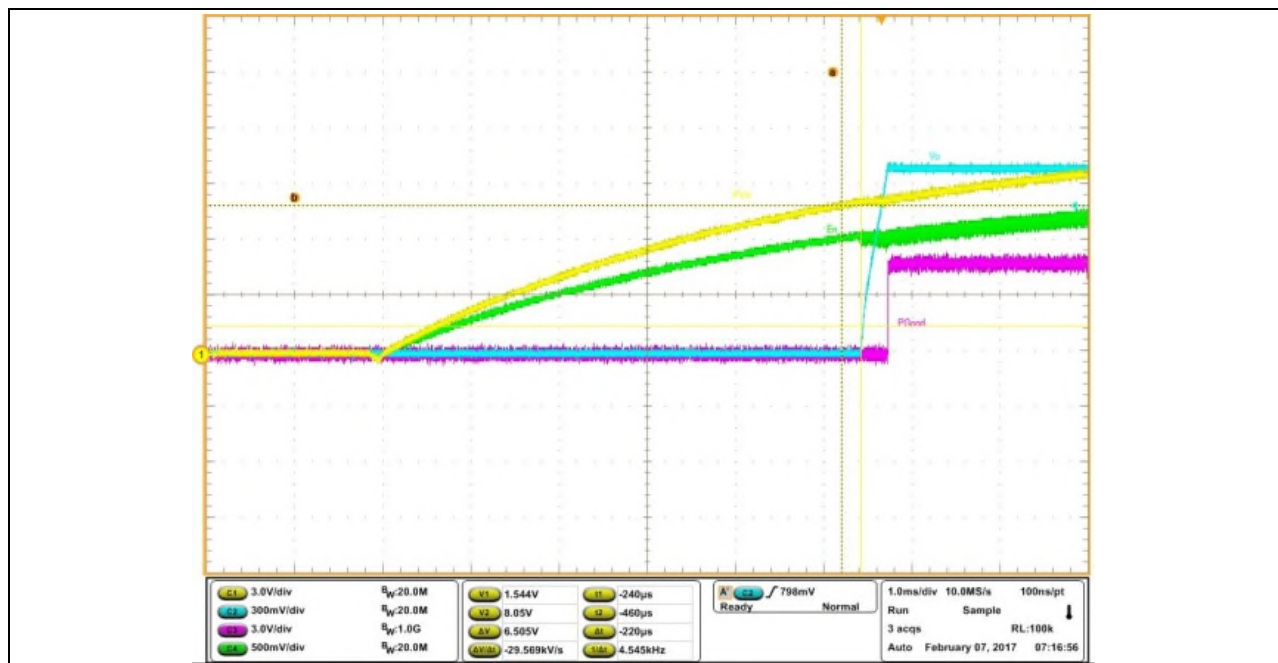 a
Vo
b
PVin
En
PGood
1
C1 3.0V/div BW:20.0M
C2 300mV/div BW:20.0M
C3 3.0V/div BW:1.0G
C4 500mV/div BW:20.0M
V1 1.544V t1 -240µs
V2 8.05V t2 -460µs
ΔV 6.505V Δt -220µs
ΔV/Δt -29.569kV/s 1/Δt 4.545kHz
A' C2 798mV
Ready Normal
1.0ms/div 10.0MS/s 100ns/pt
Run Sample
3 acqs RL:100k
Auto February 07, 2017 07:16:56